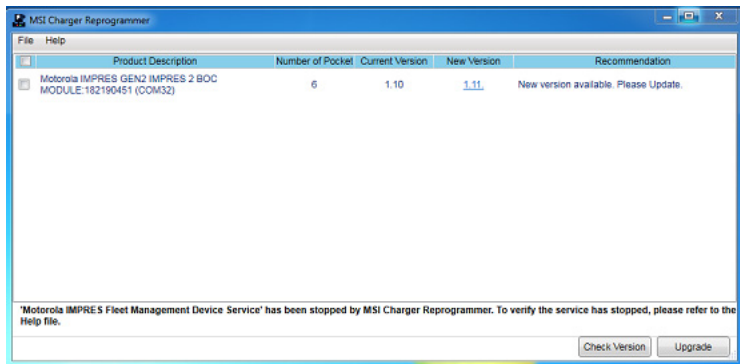 MSI Charger Reprogrammer
File Help
Product Description Number of Pocket Current Version New Version Recommendation
Motorola IMPRES GEN2 IMPRES 2 BOC
MODULE:182190451 (COM32) 6 1.10 1.11. New version available. Please Update.
'Motorola IMPRES Fleet Management Device Service' has been stopped by MSI Charger Reprogrammer. To verify the service has stopped, please refer to the
Help file.
Check Version Upgrade